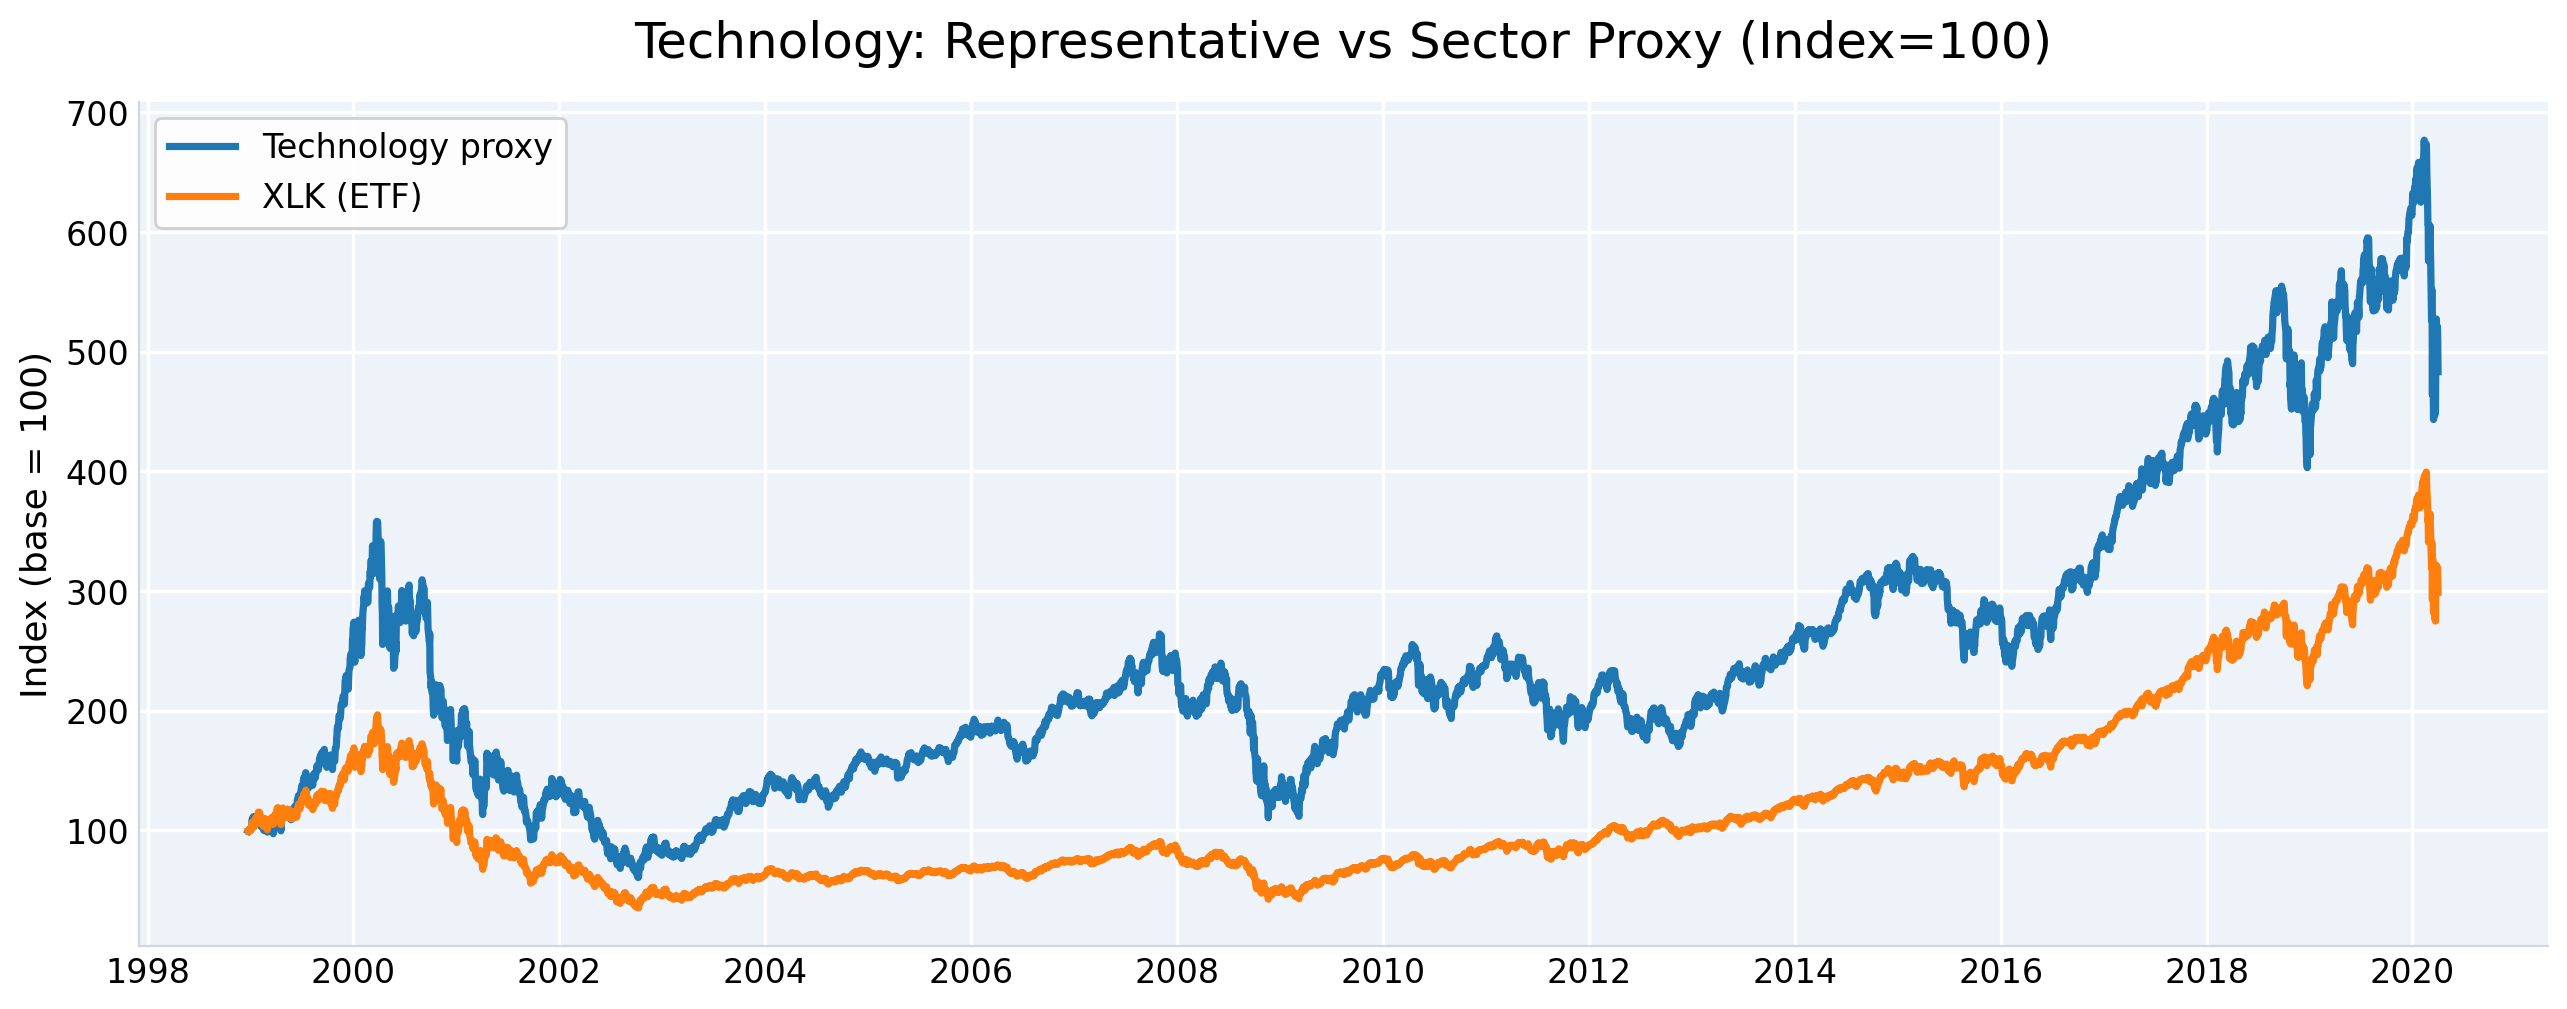 Technology: Representative vs Sector Proxy (Index=100)
Technology proxy
XLK (ETF)
Index (base = 100)
700
600
500
400
300
200
100
1998 2000 2002 2004 2006 2008 2010 2012 2014 2016 2018 2020